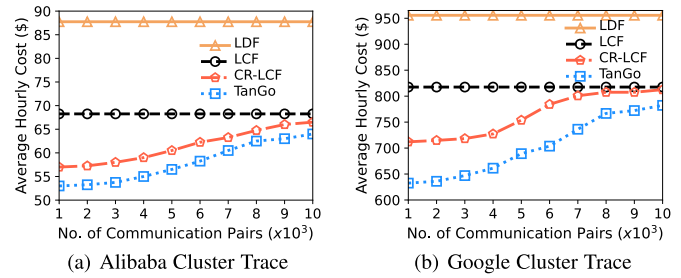 90
85
80
75
70
65
60
55
50
Average Hourly Cost ($)
LDF
LCF
CR-LCF
TanGo
1 2 3 4 5 6 7 8 9 10
No. of Communication Pairs (x10³)
(a) Alibaba Cluster Trace
950
900
850
800
750
700
650
600
Average Hourly Cost ($)
LDF
LCF
CR-LCF
TanGo
1 2 3 4 5 6 7 8 9 10
No. of Communication Pairs (x10³)
(b) Google Cluster Trace